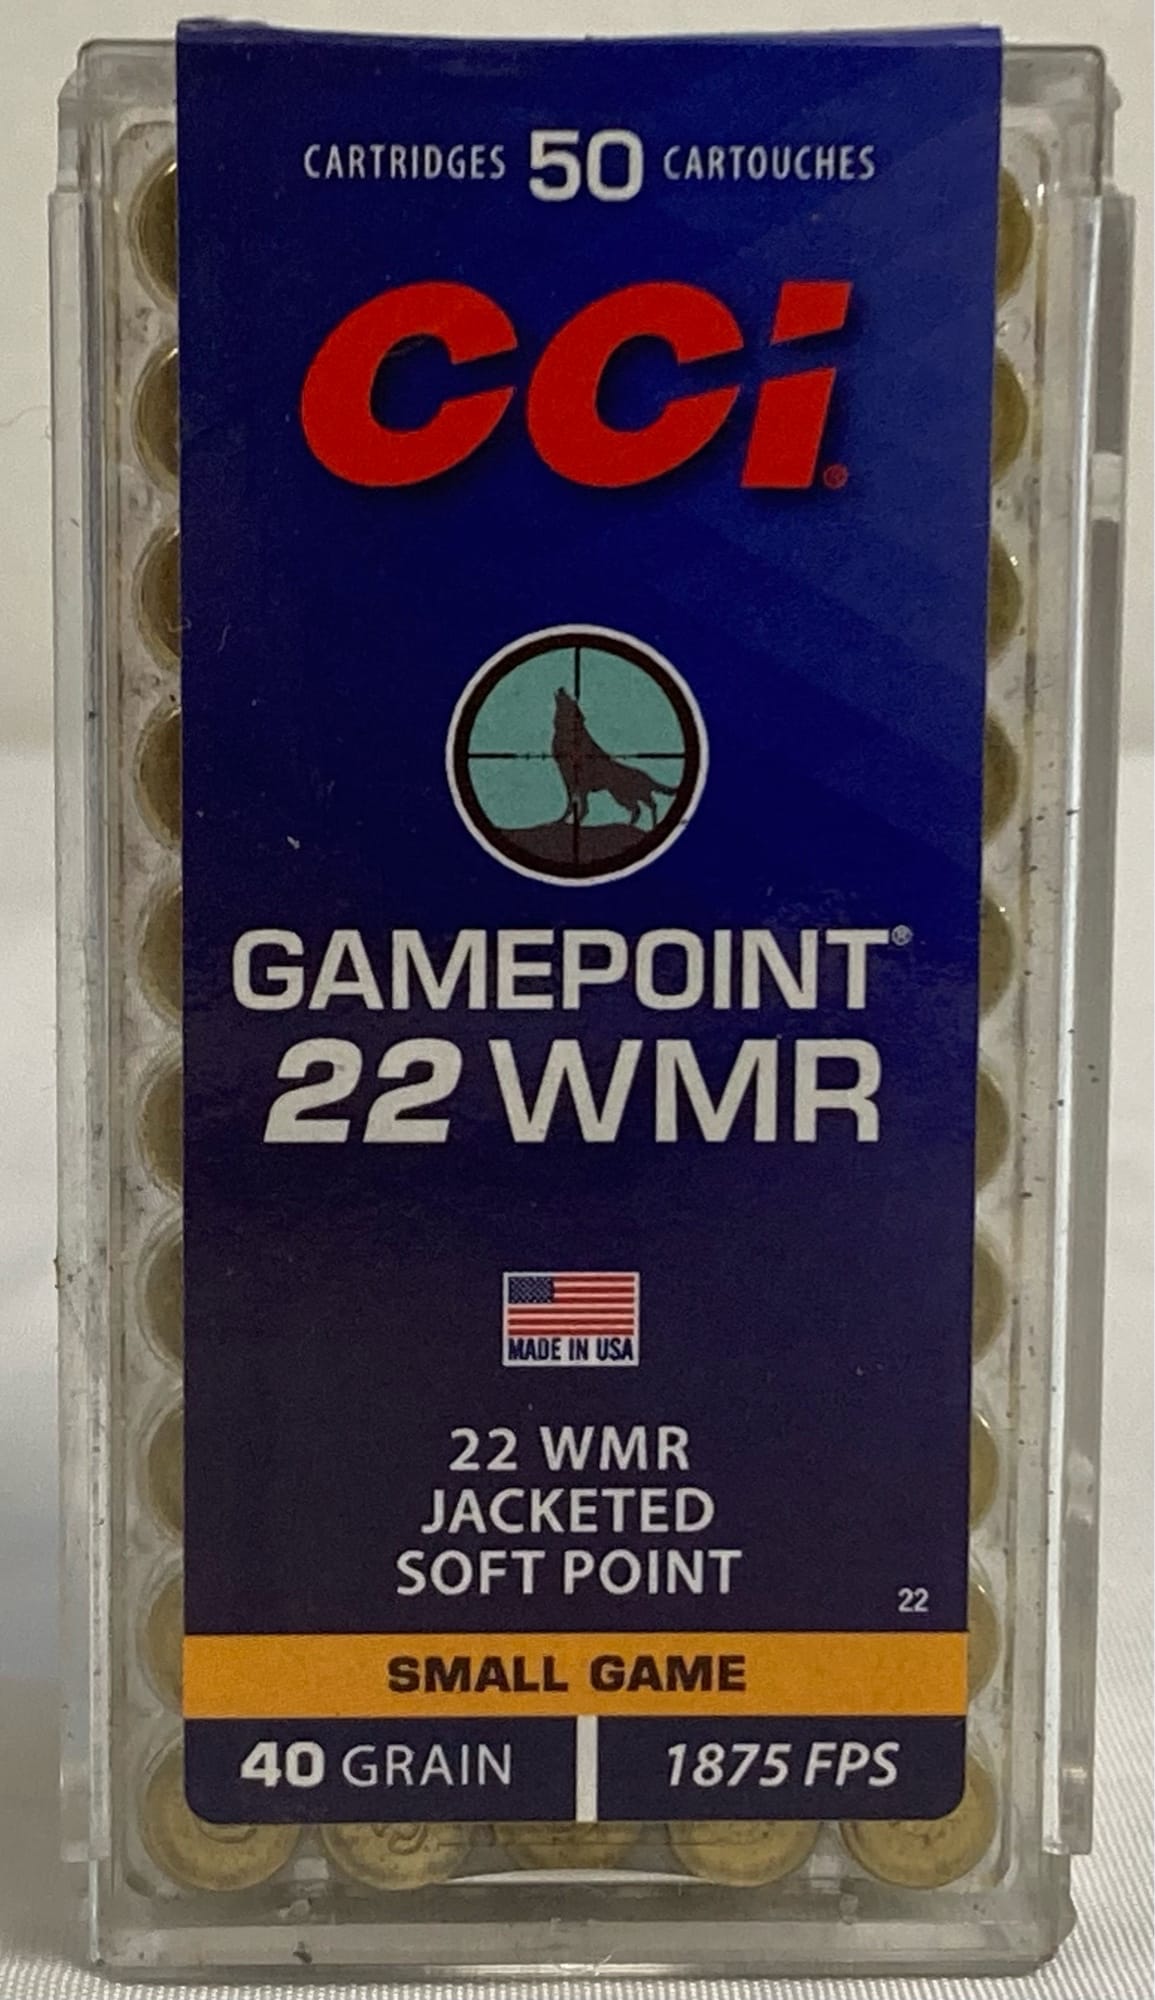 CARTRIDGES 50 CARTOUCHES
CCi®
GAMEPOINT®
22 WMR
MADE IN USA
22 WMR
JACKETED
SOFT POINT
22
SMALL GAME
40 GRAIN 1875 FPS